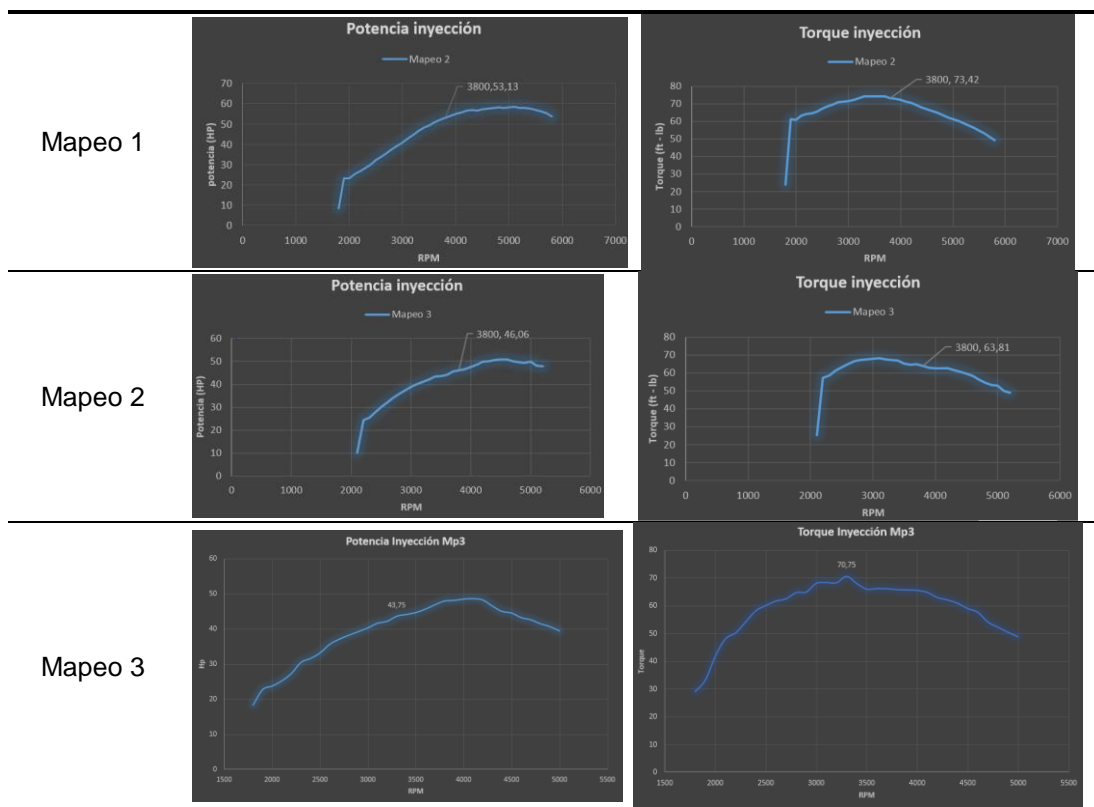 Mapeo 1
Potencia inyección
Mapeo 2
3800,53,13
potencia (HP)
70
60
50
40
30
20
10
0
0 1000 2000 3000 4000 5000 6000 7000
RPM
Torque inyección
Mapeo 2
3800, 73,42
Torque (ft - lb)
80
70
60
50
40
30
20
10
0
0 1000 2000 3000 4000 5000 6000 7000
RPM
Mapeo 2
Potencia inyección
Mapeo 3
3800, 46,06
Potencia (HP)
60
50
40
30
20
10
0
0 1000 2000 3000 4000 5000 6000
RPM
Torque inyección
Mapeo 3
3800, 63,81
Torque (ft - lb)
80
70
60
50
40
30
20
10
0
0 1000 2000 3000 4000 5000 6000
RPM
Mapeo 3
Potencia Inyección Mp3
43,75
Hp
60
50
40
30
20
10
0
1500 2000 2500 3000 3500 4000 4500 5000 5500
RPM
Torque Inyección Mp3
70,75
Torque
80
70
60
50
40
30
20
10
0
1500 2000 2500 3000 3500 4000 4500 5000 5500
RPM